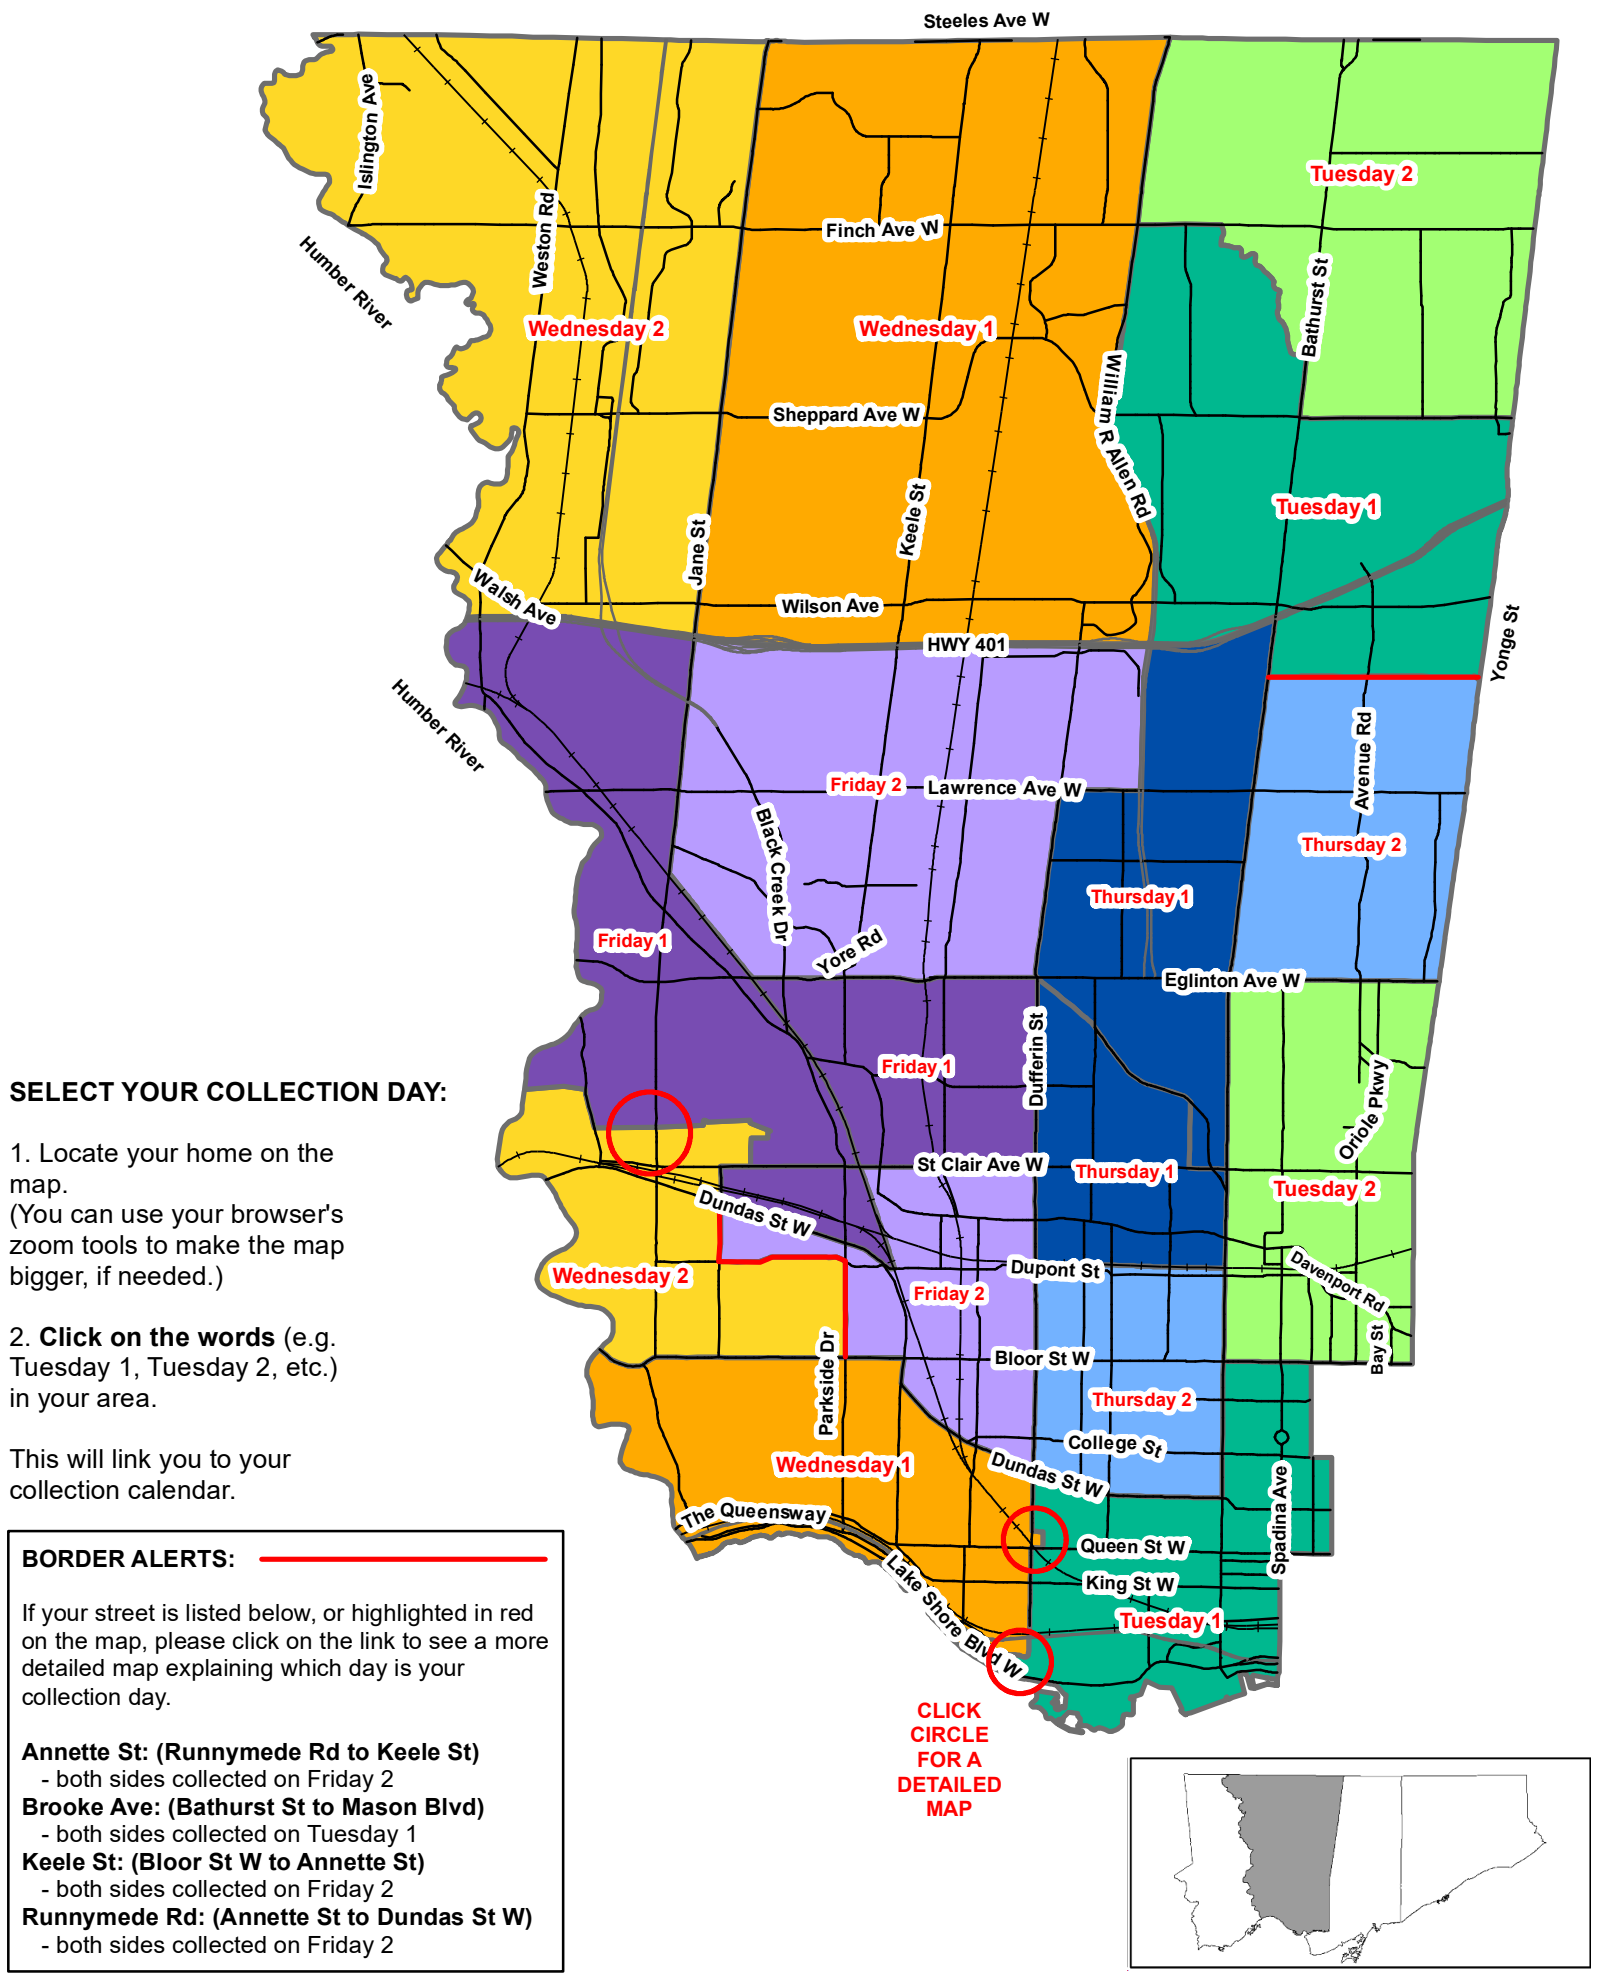 Steeles Ave W
Islington Ave
Weston Rd
Tuesday 2
Finch Ave W
Humber River
Bathurst St
Wednesday 2
Wednesday 1
William R Allen Rd
Sheppard Ave W
Keele St
Tuesday 1
Jane St
Walsh Ave
Wilson Ave
HWY 401
Yonge St
Humber River
Avenue Rd
Friday 2
Lawrence Ave W
Black Creek Dr
Thursday 2
Thursday 1
Friday 1
Yore Rd
Eglinton Ave W
Dufferin St
Friday 1
Oriole Pkwy
St Clair Ave W
Thursday 1
Tuesday 2
Dundas St W
Dupont St
Davenport Rd
Wednesday 2
Friday 2
Parkside Dr
Bloor St W
Bay St
Thursday 2
College St
Wednesday 1
Dundas St W
Spadina Ave
The Queensway
Queen St W
King St W
Lake Shore Blvd W
Tuesday 1
CLICK
CIRCLE
FOR A
DETAILED
MAP
SELECT YOUR COLLECTION DAY:
1. Locate your home on the
map.
(You can use your browser's
zoom tools to make the map
bigger, if needed.)
2. Click on the words (e.g.
Tuesday 1, Tuesday 2, etc.)
in your area.
This will link you to your
collection calendar.
BORDER ALERTS:
If your street is listed below, or highlighted in red
on the map, please click on the link to see a more
detailed map explaining which day is your
collection day.
Annette St: (Runnymede Rd to Keele St)
- both sides collected on Friday 2
Brooke Ave: (Bathurst St to Mason Blvd)
- both sides collected on Tuesday 1
Keele St: (Bloor St W to Annette St)
- both sides collected on Friday 2
Runnymede Rd: (Annette St to Dundas St W)
- both sides collected on Friday 2